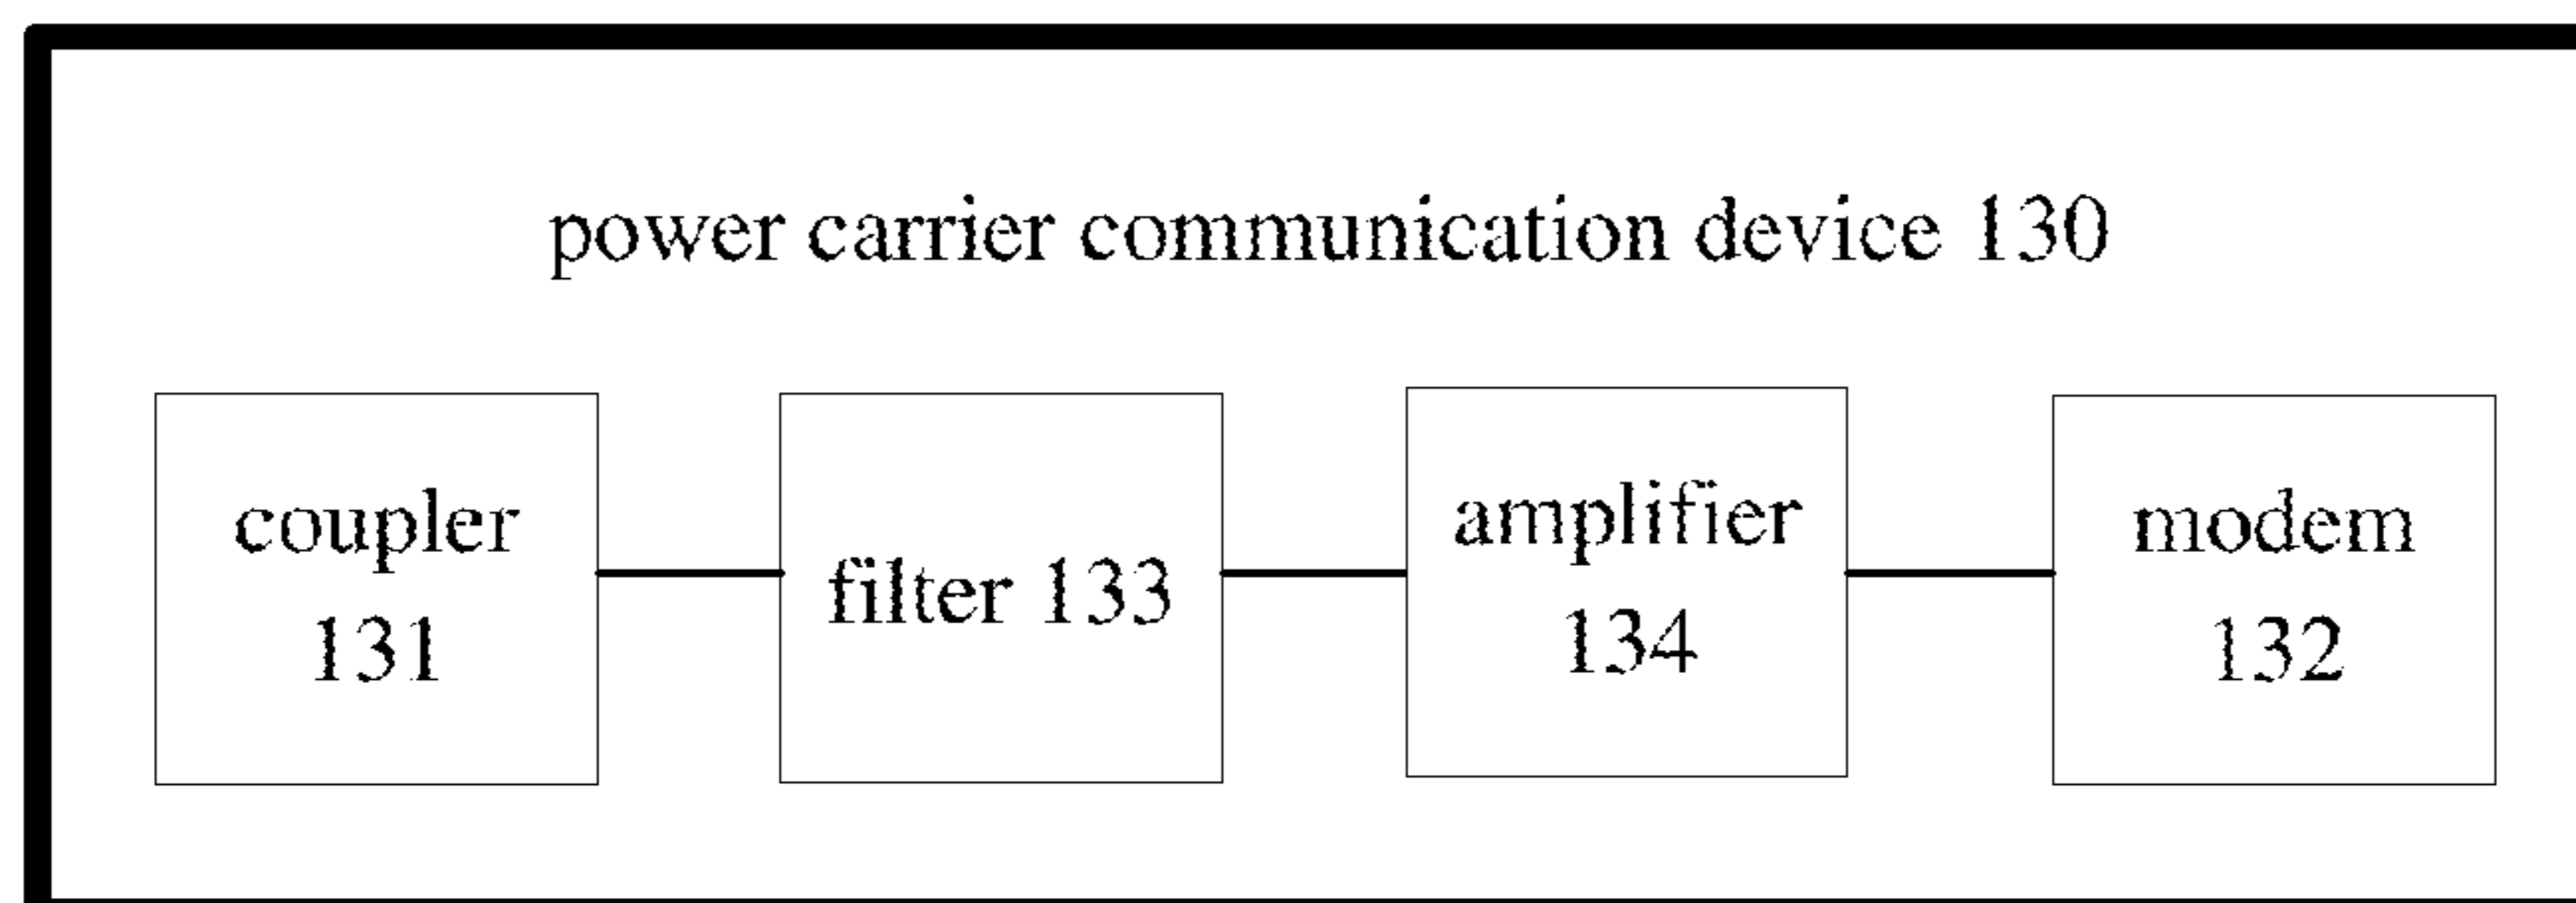 power carrier communication device 130
coupler
131
filter 133
amplifier
134
modem
132